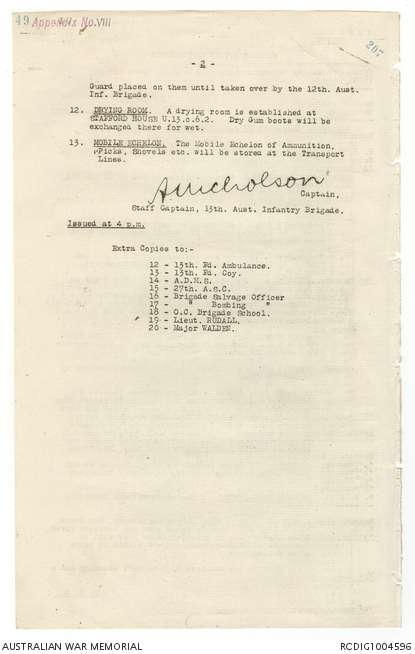 49 Appendix No. VIII
207
- 2 -
Guard placed on them until taken over by the 12th. Aust.
Inf. Brigade.
12. DRYING ROOM. A drying room is established at
STAFFORD HOUSE U.13.c.6.2. Dry Gum boots will be
exchanged there for wet.
13. MOBILE ECHELON. The Mobile Echelon of Ammunition,
Picks, Shovels etc. will be stored at the Transport
Lines.
A Nicholson
Captain,
Staff Captain, 13th. Aust. Infantry Brigade.
Issued at 4 p.m.
Extra Copies to:-
12 - 13th. Fd. Ambulance.
13 - 13th. Fd. Coy.
14 - A.D.M.S.
15 - 27th. A.S.C.
16 - Brigade Salvage Officer
17 - " Bombing "
18 - O.C. Brigade School.
19 - Lieut. RUDALL.
20 - Major WALDEN.
AUSTRALIAN WAR MEMORIAL
RCDIG1004596